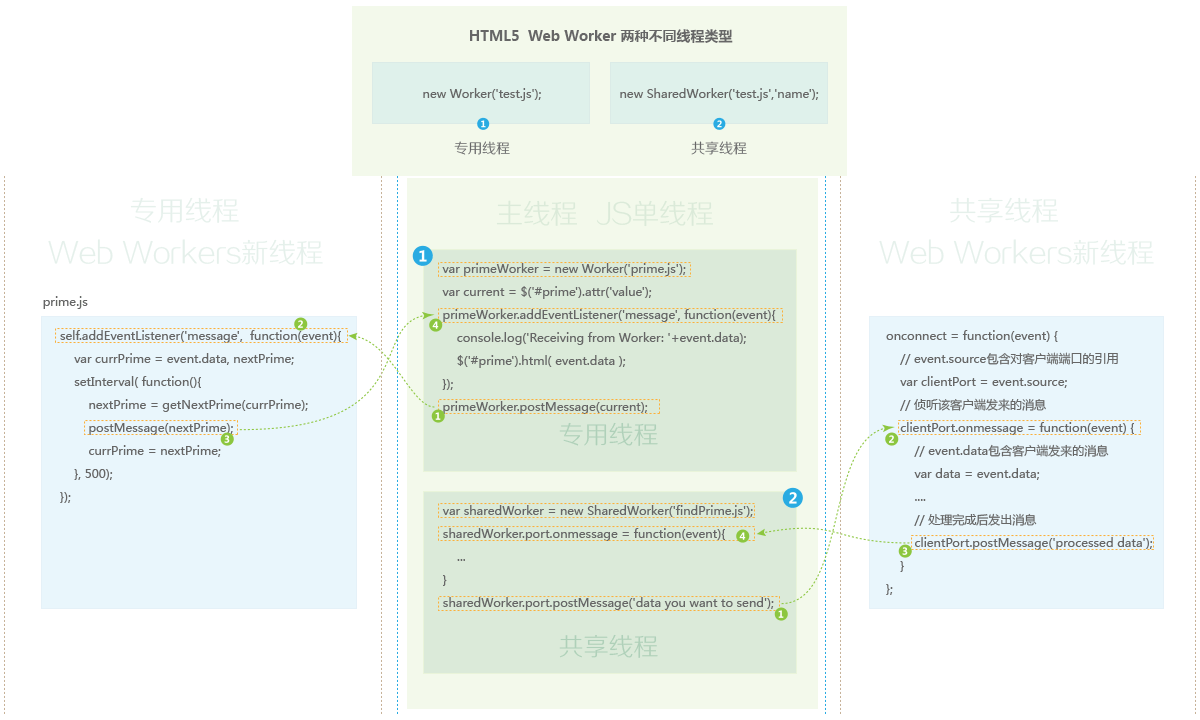 HTML5 Web Worker 两种不同线程类型
new Worker('test.js');
new SharedWorker('test.js','name');
1
2
专用线程
共享线程
专用线程
Web Workers新线程
prime.js
2
self.addEventListener('message', function(event){
var currPrime = event.data, nextPrime;
setInterval( function(){
nextPrime = getNextPrime(currPrime);
postMessage(nextPrime);
3
currPrime = nextPrime;
}, 500);
});
主线程 JS单线程
1
var primeWorker = new Worker('prime.js');
var current = $('#prime').attr('value');
primeWorker.addEventListener('message', function(event){
4
console.log('Receiving from Worker: '+event.data);
$('#prime').html( event.data );
});
primeWorker.postMessage(current);
1
专用线程
2
var sharedWorker = new SharedWorker('findPrime.js');
sharedWorker.port.onmessage = function(event){
4
...
}
sharedWorker.port.postMessage('data you want to send');
1
共享线程
共享线程
Web Workers新线程
onconnect = function(event) {
// event.source包含对客户端端口的引用
var clientPort = event.source;
// 侦听该客户端发来的消息
clientPort.onmessage = function(event) {
2
// event.data包含客户端发来的消息
var data = event.data;
....
// 处理完成后发出消息
clientPort.postMessage('processed data');
3
}
};